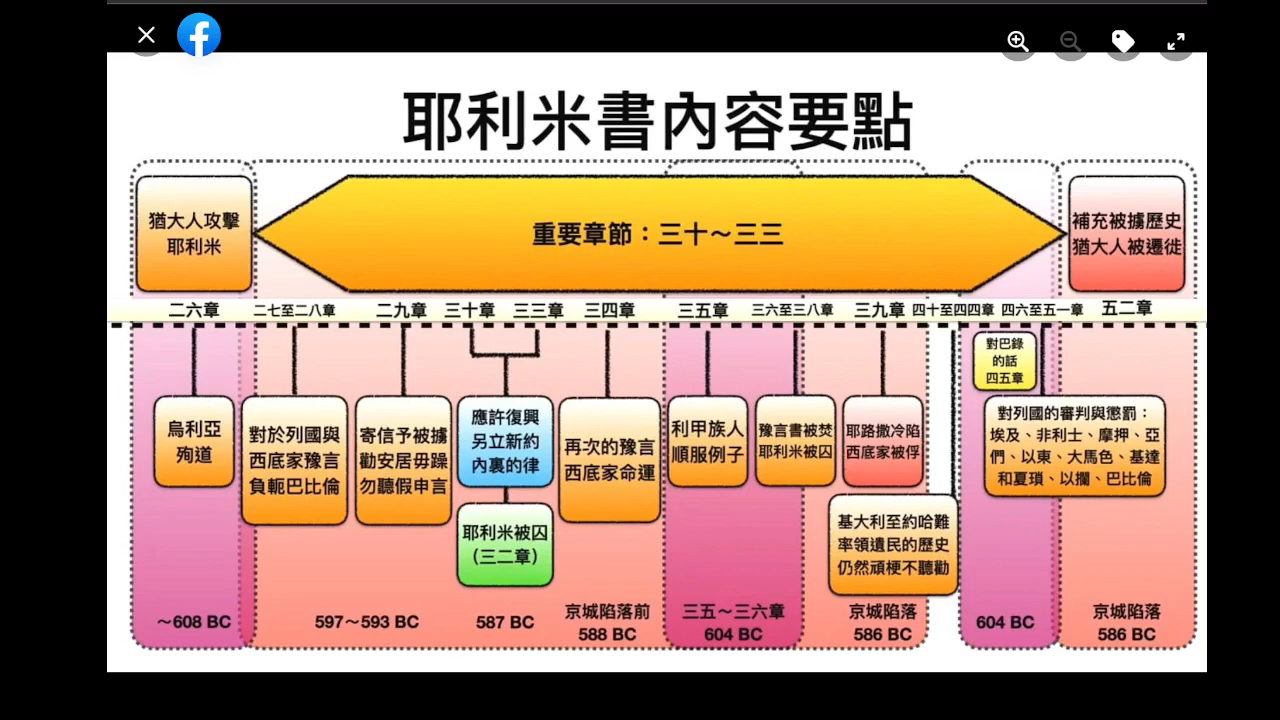 耶利米書內容要點
猶大人攻擊
耶利米
重要章節：三十～三三
補充被擄歷史
猶大人被遷徙
二六章
二七至二八章
二九章
三十章
三三章
三四章
三五章
三六至三八章
三九章
四十至四四章
四六至五一章
五二章
對巴錄
的話
四五章
烏利亞
殉道
對於列國與
西底家豫言
負軛巴比倫
寄信予被擄
勸安居毋躁
勿聽假申言
應許復興
另立新約
內裏的律
耶利米被囚
（三二章）
再次的豫言
西底家命運
利甲族人
順服例子
豫言書被焚
耶利米被囚
耶路撒冷陷
西底家被俘
基大利至約哈難
率領遺民的歷史
仍然頑梗不聽勸
對列國的審判與懲罰：
埃及、非利士、摩押、亞
們、以東、大馬色、基達
和夏瑣、以攔、巴比倫
～608 BC
597～593 BC
587 BC
京城陷落前
588 BC
三五～三六章
604 BC
京城陷落
586 BC
604 BC
京城陷落
586 BC